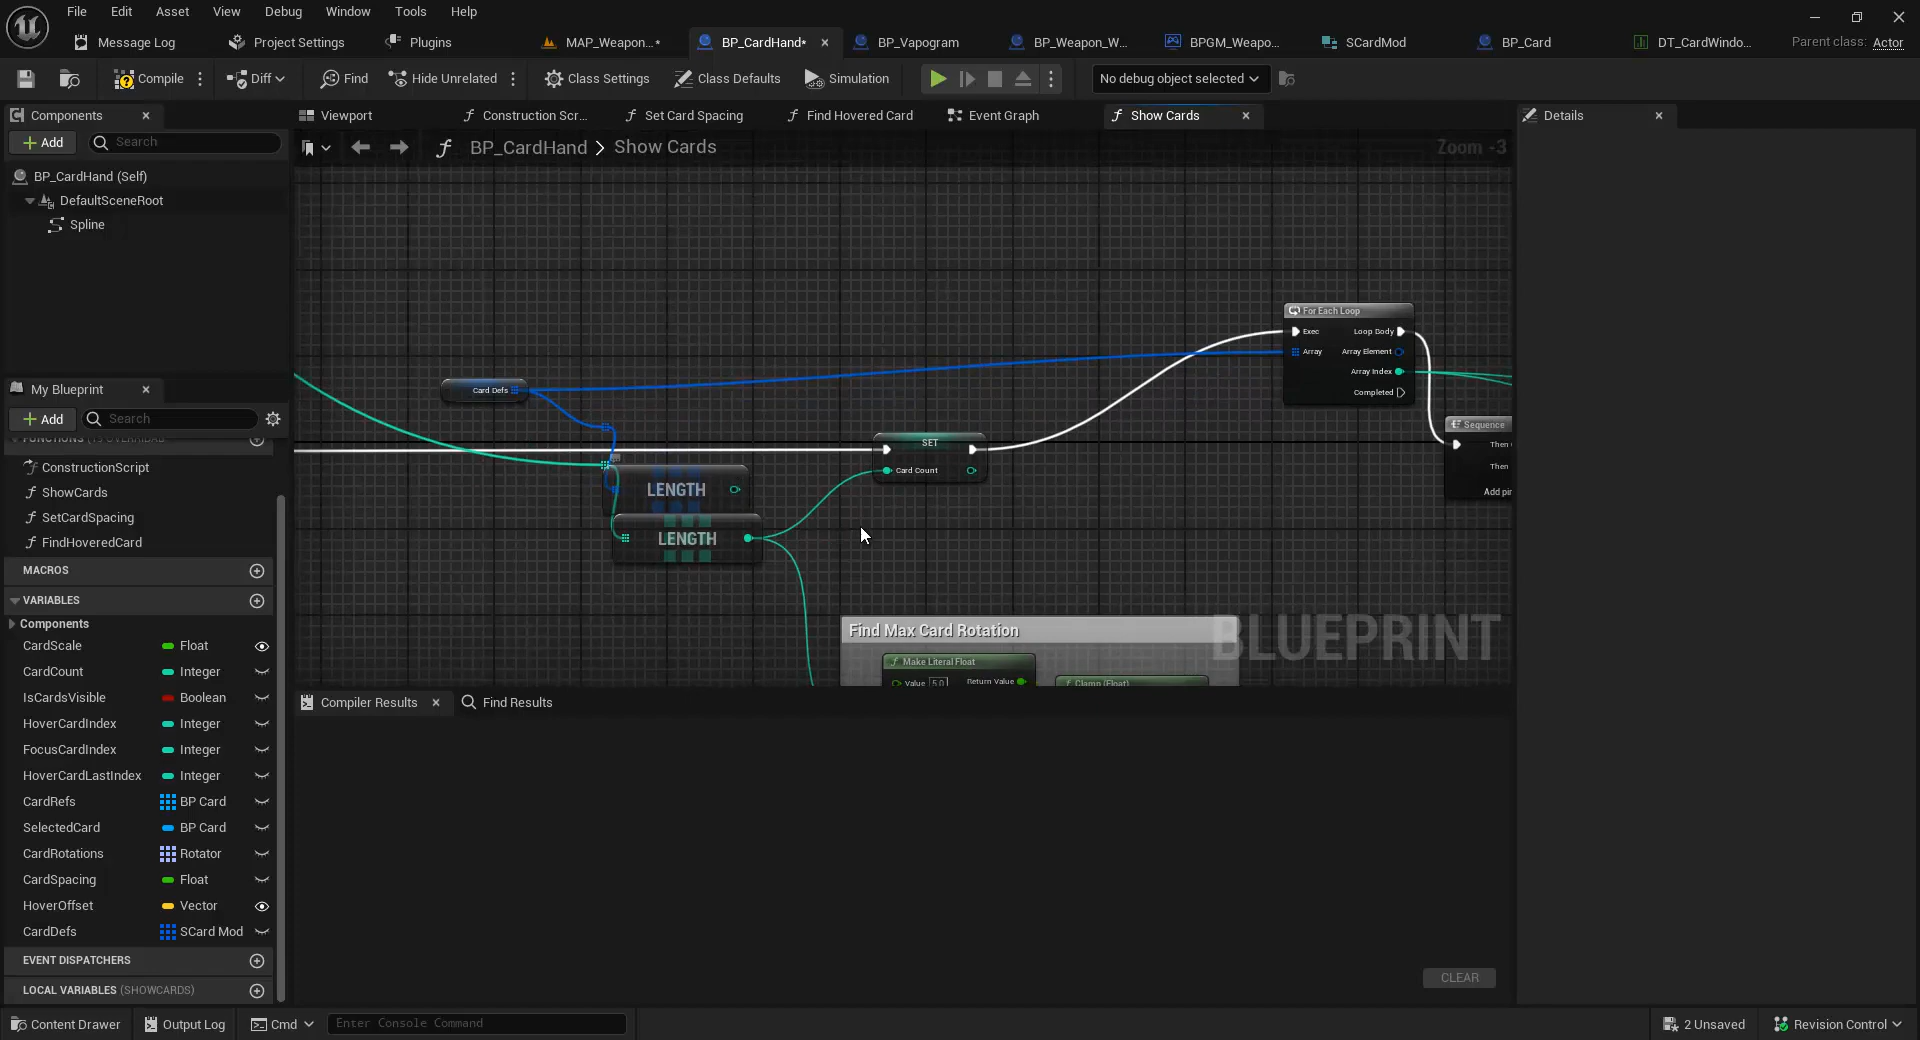 File Edit Asset View Debug Window Tools Help
Message Log Project Settings Plugins MAP_Weapon...* BP_CardHand* BP_Vapogram BP_Weapon_W... BPGM_Weapo... SCardMod BP_Card DT_CardWindo... Parent class: Actor
Compile Diff Find Hide Unrelated Class Settings Class Defaults Simulation No debug object selected
Components
Add Search
BP_CardHand (Self)
DefaultSceneRoot
Spline
My Blueprint
Add Search
ConstructionScript
ShowCards
SetCardSpacing
FindHoveredCard
MACROS
VARIABLES
Components
CardScale Float
CardCount Integer
IsCardsVisible Boolean
HoverCardIndex Integer
FocusCardIndex Integer
HoverCardLastIndex Integer
CardRefs BP Card
SelectedCard BP Card
CardRotations Rotator
CardSpacing Float
HoverOffset Vector
CardDefs SCard Mod
EVENT DISPATCHERS
LOCAL VARIABLES (SHOWCARDS)
Viewport Construction Scr... Set Card Spacing Find Hovered Card Event Graph Show Cards
BP_CardHand > Show Cards
Zoom -3
For Each Loop
Exec Loop Body
Array Array Element
Array Index
Completed
Card Defs
SET
Card Count
LENGTH
LENGTH
Sequence
Then
Then
Add pin
Find Max Card Rotation
Make Literal Float
Value 5.0 Return Value
Clamp (Float)
BLUEPRINT
Compiler Results Find Results
CLEAR
Details
Content Drawer Output Log Cmd Enter Console Command 2 Unsaved Revision Control